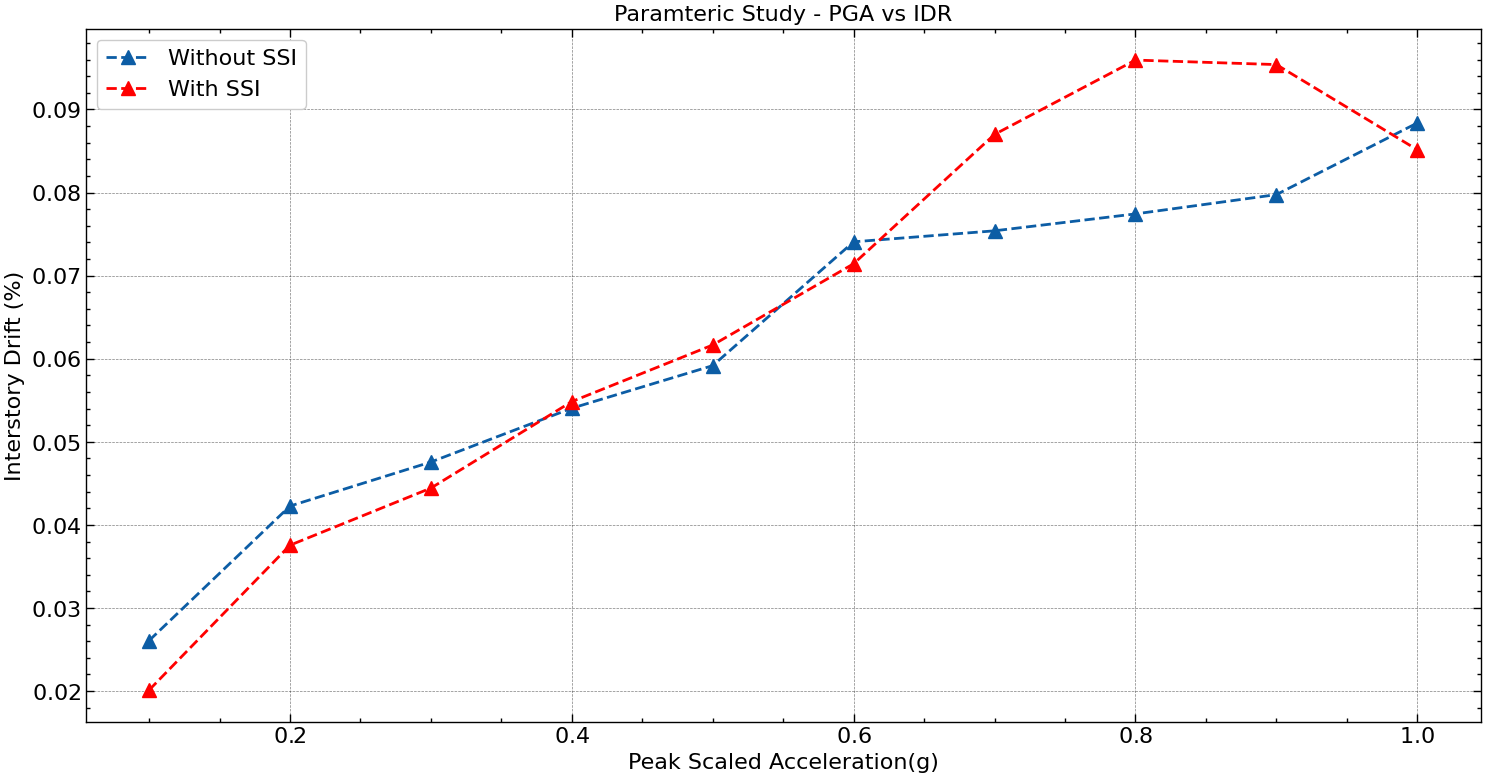 Paramteric Study - PGA vs IDR
Without SSI
With SSI
0.09
0.08
0.07
0.06
0.05
0.04
0.03
0.02
Interstory Drift (%)
0.2 0.4 0.6 0.8 1.0
Peak Scaled Acceleration(g)